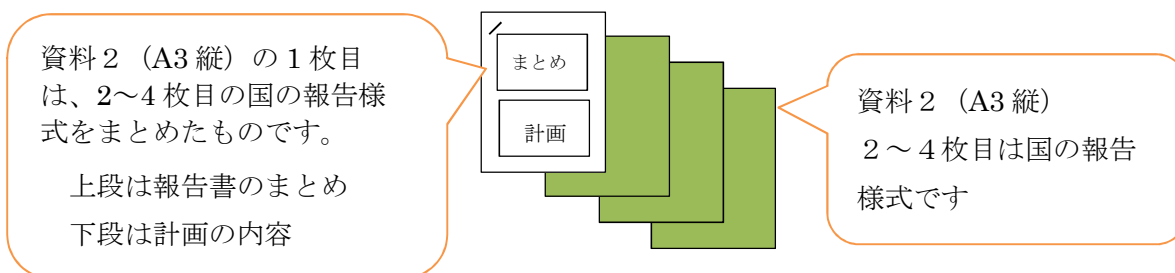 資料２（A3 縦）の１枚目
は、2～4 枚目の国の報告様
式をまとめたものです。
上段は報告書のまとめ
下段は計画の内容
まとめ
計画
資料２（A3 縦）
２～４枚目は国の報告
様式です